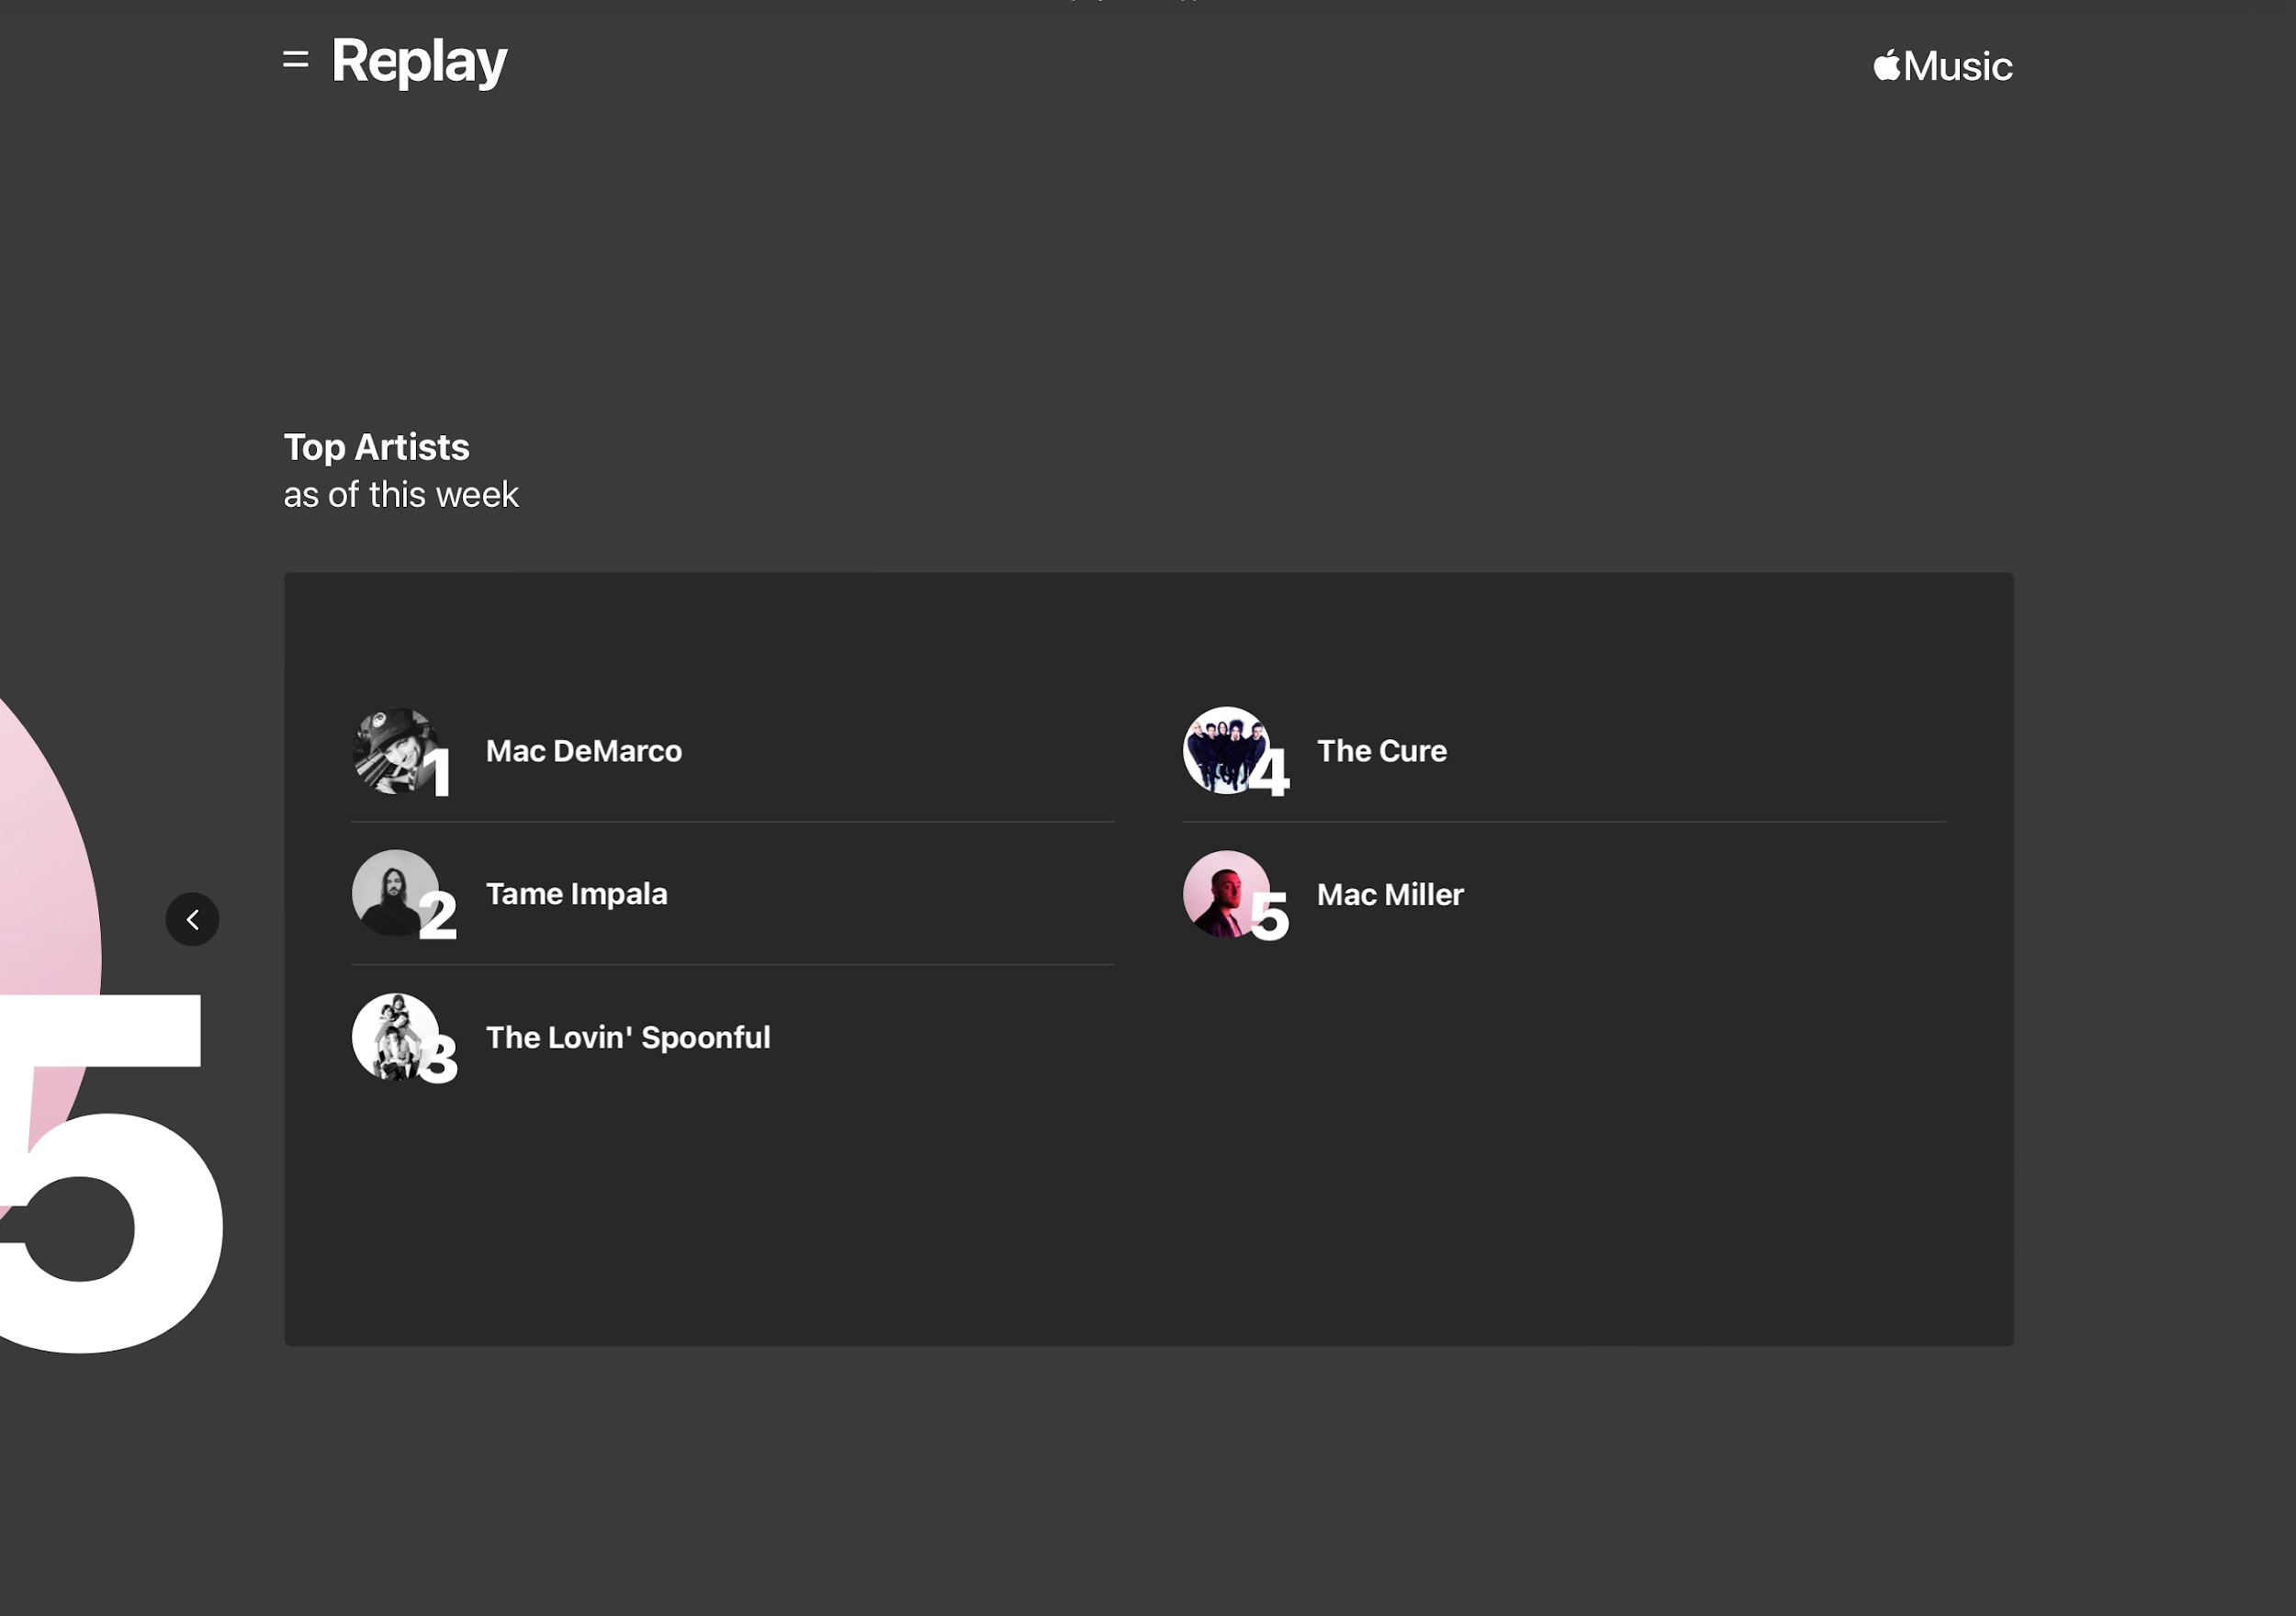 Replay
Music
Top Artists
as of this week
1 Mac DeMarco
2 Tame Impala
3 The Lovin' Spoonful
4 The Cure
5 Mac Miller
5